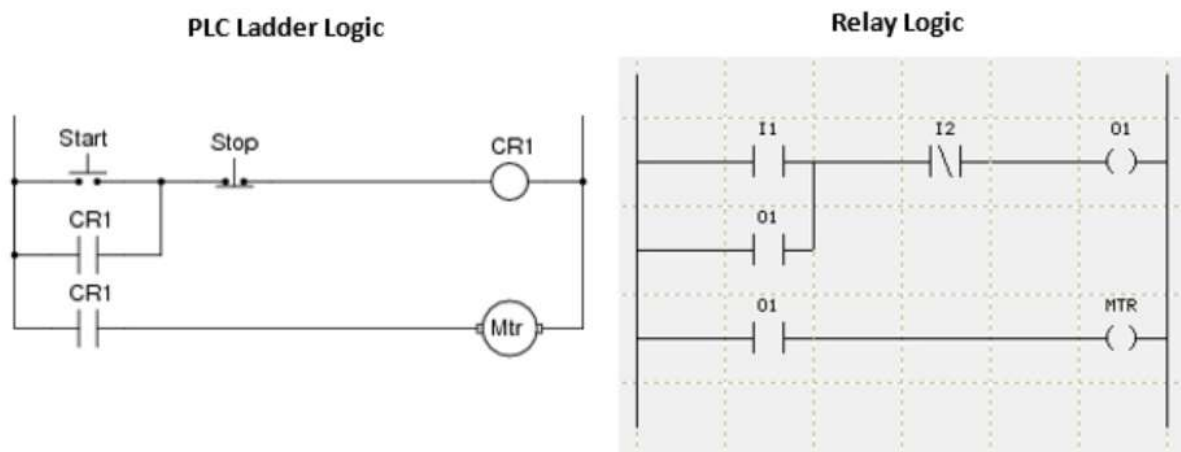 PLC Ladder Logic
Relay Logic
Start
Stop
CR1
CR1
CR1
Mtr
I1
I2
O1
O1
O1
MTR